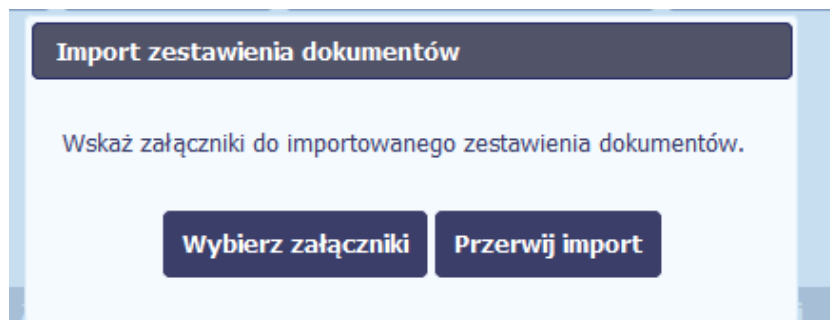 Import zestawienia dokumentów
Wskaż załączniki do importowanego zestawienia dokumentów.
Wybierz załączniki Przerwij import